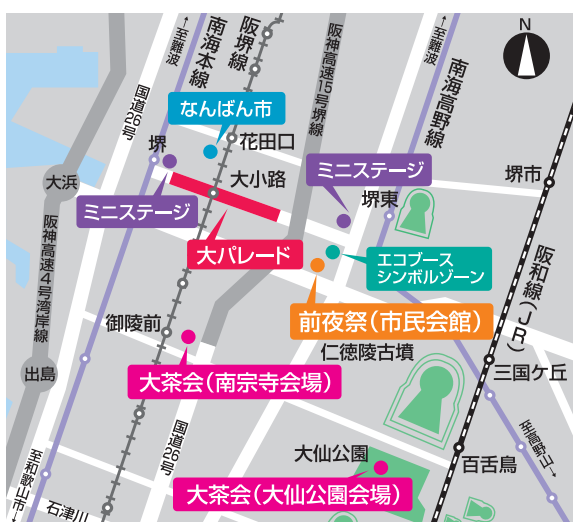 N
←至難波
南海本線
阪堺線
阪神高速15号堺線
←至難波
南海高野線
国道26号
なんばん市
花田口
堺
大小路
ミニステージ
堺東
堺市
大浜
ミニステージ
大パレード
エコブース
シンボルゾーン
阪神高速4号湾岸線
阪和線(JR)
前夜祭(市民会館)
御陵前
仁徳陵古墳
大茶会(南宗寺会場)
三国ケ丘
出島
国道26号
大仙公園
百舌鳥
至高野山→
大茶会(大仙公園会場)
至和歌山市→
石津川